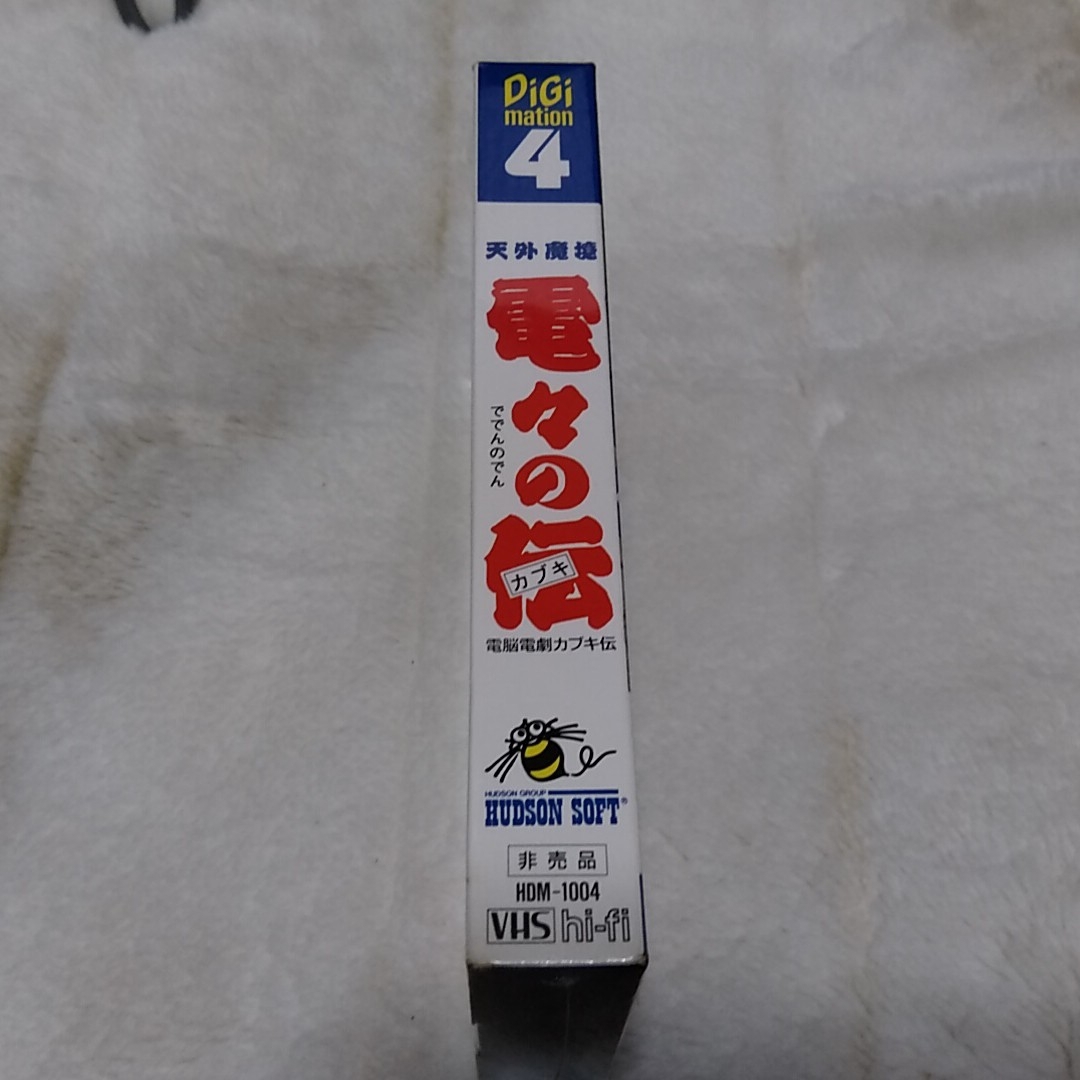 DiGi
mation
4
天外魔境
電々の伝
ででんのでん
カブキ
電脳電劇カブキ伝
HUDSON GROUP
HUDSON SOFT®
非売品
HDM-1004
VHS hi-fi